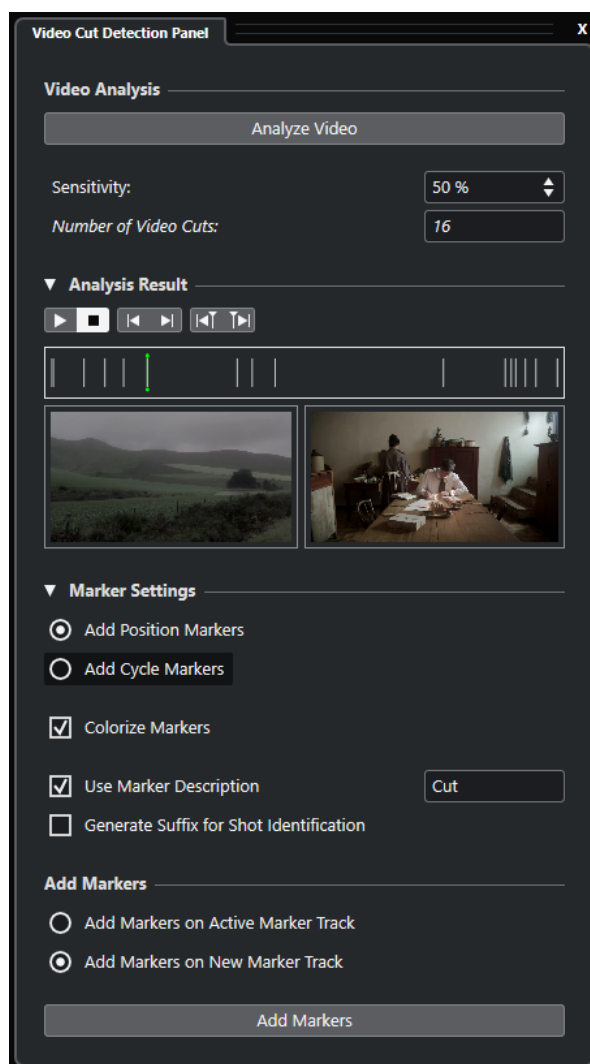 Video Cut Detection Panel
X
Video Analysis
Analyze Video
Sensitivity: 50 %
Number of Video Cuts: 16
Analysis Result
Marker Settings
Add Position Markers
Add Cycle Markers
Colorize Markers
Use Marker Description Cut
Generate Suffix for Shot Identification
Add Markers
Add Markers on Active Marker Track
Add Markers on New Marker Track
Add Markers